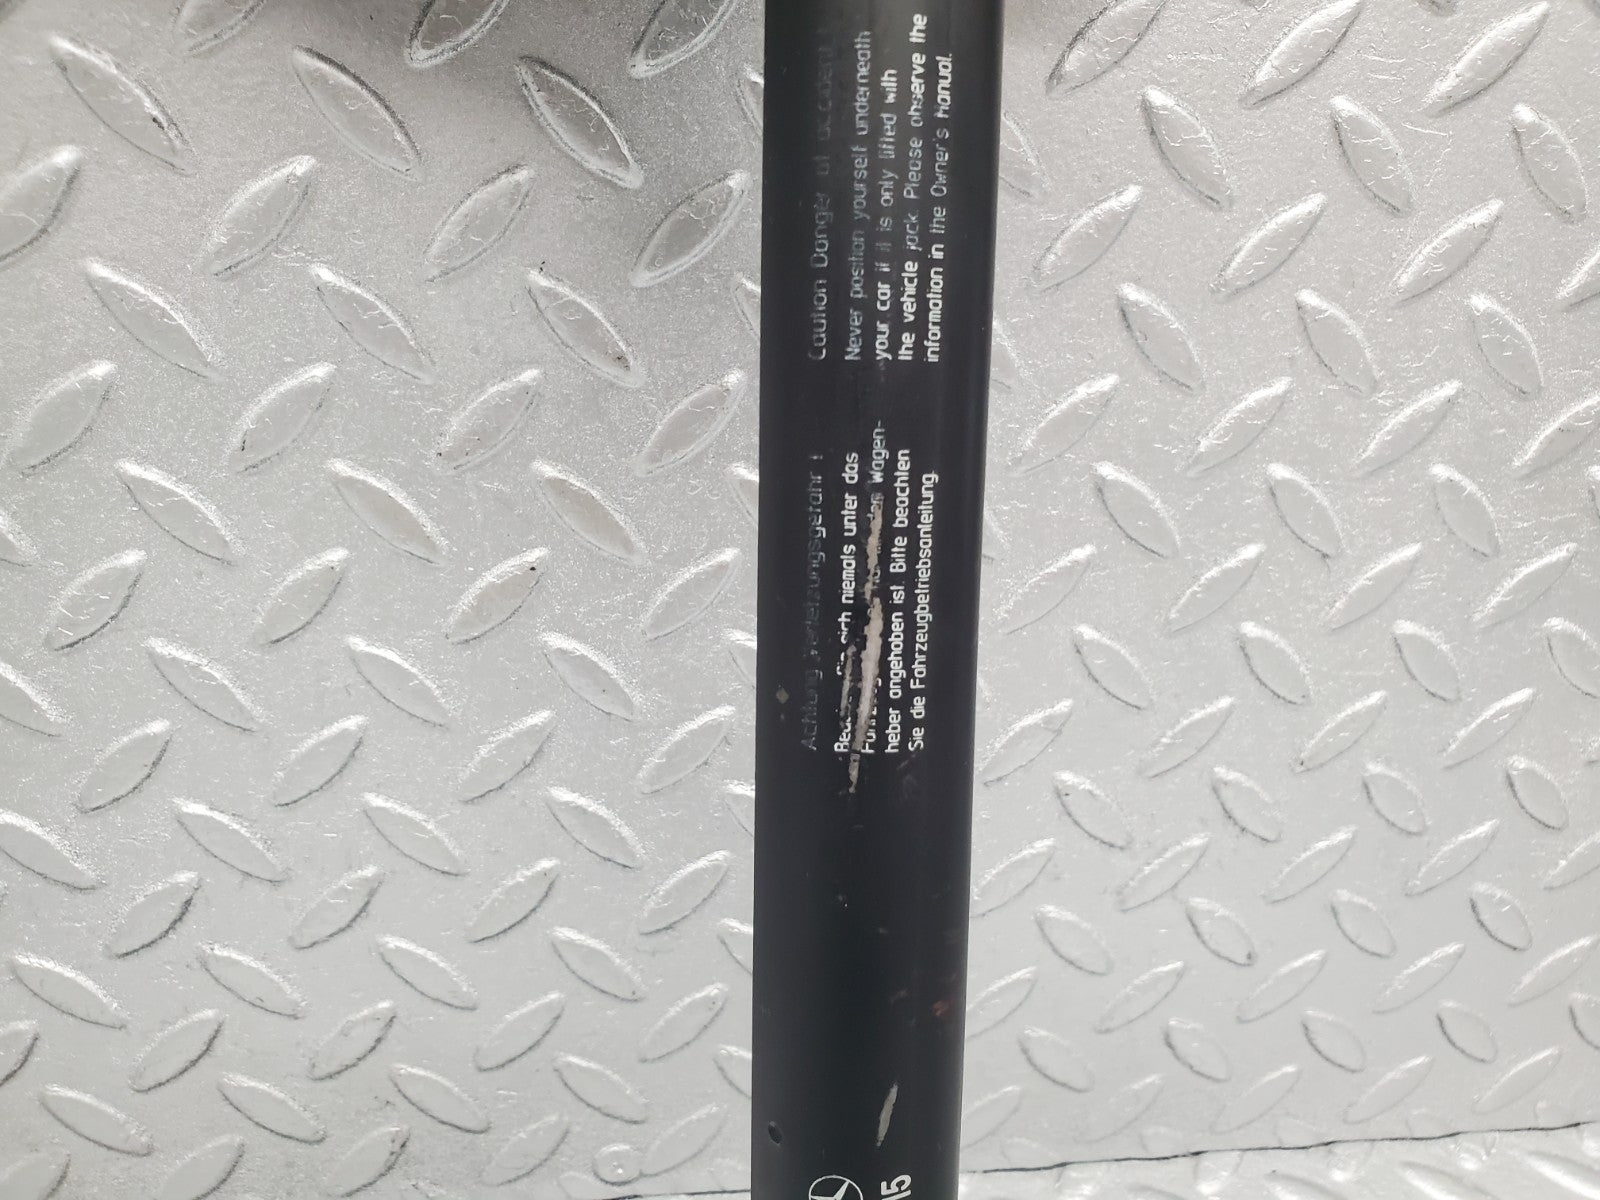 Achtung Verletzungsgefahr !
sich niemals unter das
Wagen-
heber angehoben ist. Bitte beachten
Sie die Fahrzeugbetriebsanleitung.
Caution Danger of accident
Never position yourself underneath
your car if it is only lifted with
the vehicle jack. Please observe the
information in the Owner's Manual.